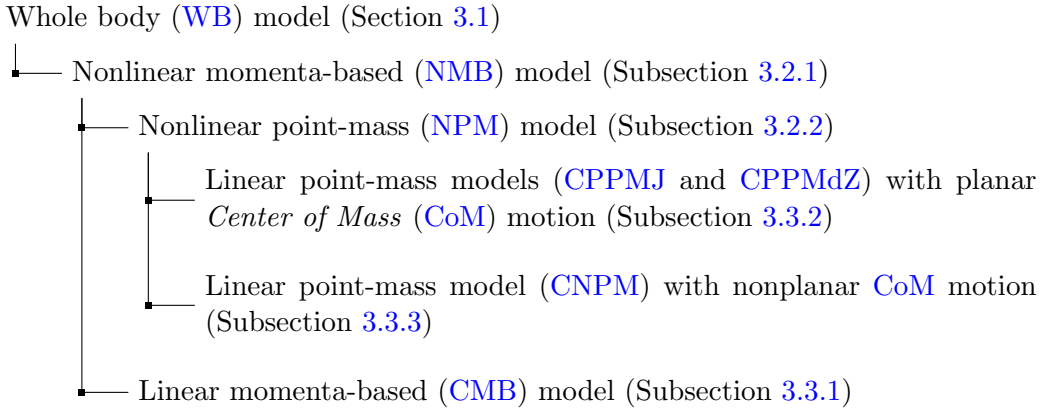 Whole body (WB) model (Section 3.1)
Nonlinear momenta-based (NMB) model (Subsection 3.2.1)
Nonlinear point-mass (NPM) model (Subsection 3.2.2)
Linear point-mass models (CPPMJ and CPPMdZ) with planar
Center of Mass (CoM) motion (Subsection 3.3.2)
Linear point-mass model (CNPM) with nonplanar CoM motion
(Subsection 3.3.3)
Linear momenta-based (CMB) model (Subsection 3.3.1)